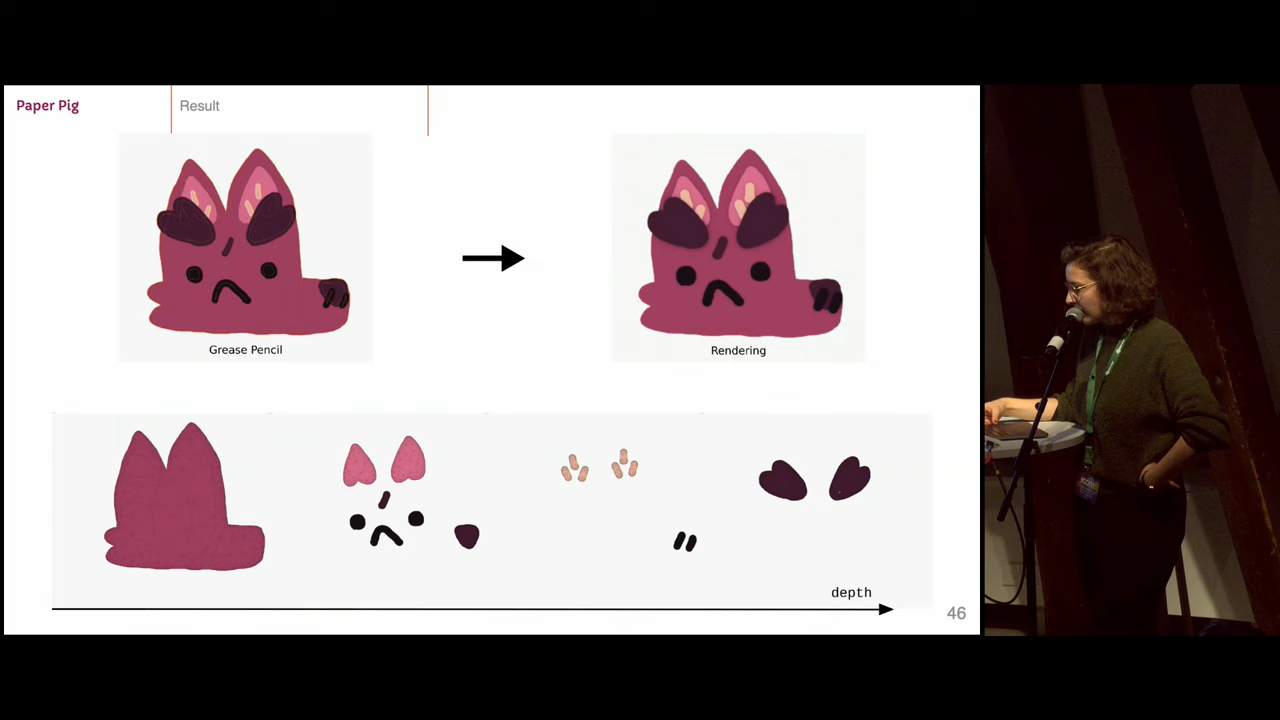 Paper Pig
Result
Grease Pencil
Rendering
depth
46